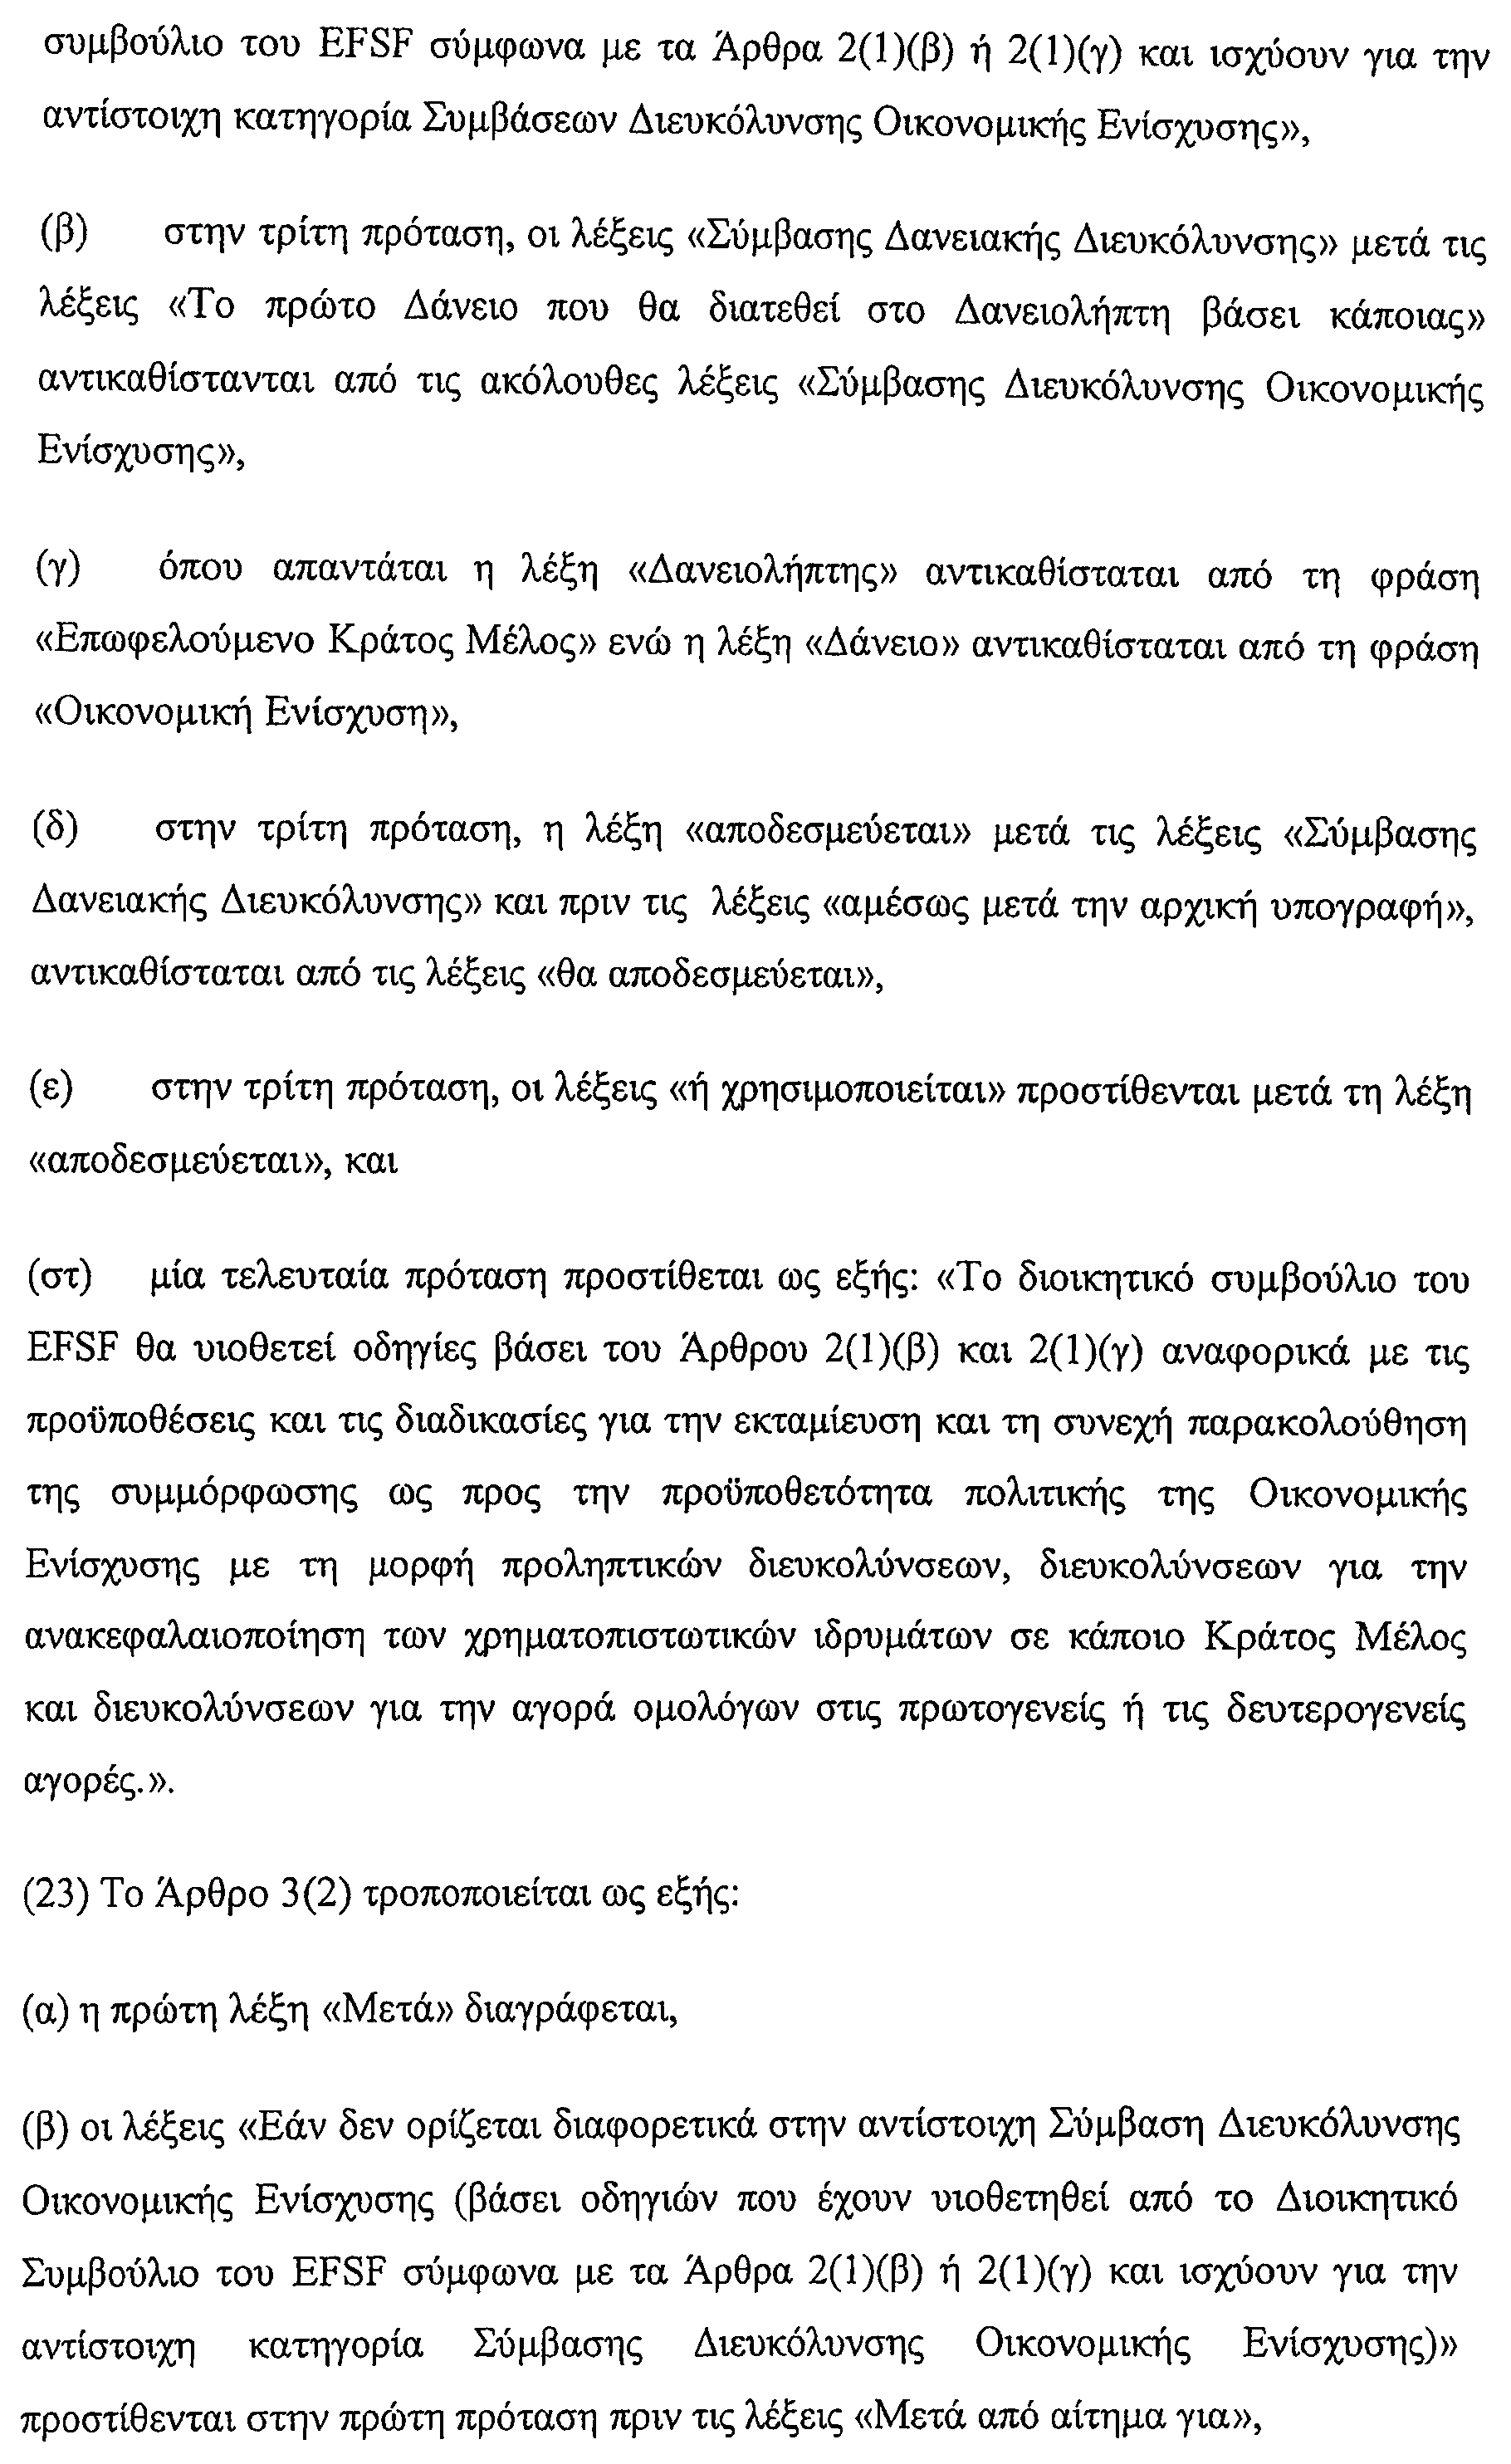 συμβούλιο του EFSF σύμφωνα με τα Άρθρα 2(1)(β) ή 2(1)(γ) και ισχύουν για την
αντίστοιχη κατηγορία Συμβάσεων Διευκόλυνσης Οικονομικής Ενίσχυσης»,
(β) στην τρίτη πρόταση, οι λέξεις «Σύμβασης Δανειακής Διευκόλυνσης» μετά τις
λέξεις «Το πρώτο Δάνειο που θα διατεθεί στο Δανειολήπτη βάσει κάποιας»
αντικαθίστανται από τις ακόλουθες λέξεις «Σύμβασης Διευκόλυνσης Οικονομικής
Ενίσχυσης»,
(γ) όπου απαντάται η λέξη «Δανειολήπτης» αντικαθίσταται από τη φράση
«Επωφελούμενο Κράτος Μέλος» ενώ η λέξη «Δάνειο» αντικαθίσταται από τη φράση
«Οικονομική Ενίσχυση»,
(δ) στην τρίτη πρόταση, η λέξη «αποδεσμεύεται» μετά τις λέξεις «Σύμβασης
Δανειακής Διευκόλυνσης» και πριν τις λέξεις «αμέσως μετά την αρχική υπογραφή»,
αντικαθίσταται από τις λέξεις «θα αποδεσμεύεται»,
(ε) στην τρίτη πρόταση, οι λέξεις «ή χρησιμοποιείται» προστίθενται μετά τη λέξη
«αποδεσμεύεται», και
(στ) μία τελευταία πρόταση προστίθεται ως εξής: «Το διοικητικό συμβούλιο του
EFSF θα υιοθετεί οδηγίες βάσει του Άρθρου 2(1)(β) και 2(1)(γ) αναφορικά με τις
προϋποθέσεις και τις διαδικασίες για την εκταμίευση και τη συνεχή παρακολούθηση
της συμμόρφωσης ως προς την προϋποθετότητα πολιτικής της Οικονομικής
Ενίσχυσης με τη μορφή προληπτικών διευκολύνσεων, διευκολύνσεων για την
ανακεφαλαιοποίηση των χρηματοπιστωτικών ιδρυμάτων σε κάποιο Κράτος Μέλος
και διευκολύνσεων για την αγορά ομολόγων στις πρωτογενείς ή τις δευτερογενείς
αγορές.».
(23) Το Άρθρο 3(2) τροποποιείται ως εξής:
(α) η πρώτη λέξη «Μετά» διαγράφεται,
(β) οι λέξεις «Εάν δεν ορίζεται διαφορετικά στην αντίστοιχη Σύμβαση Διευκόλυνσης
Οικονομικής Ενίσχυσης (βάσει οδηγιών που έχουν υιοθετηθεί από το Διοικητικό
Συμβούλιο του EFSF σύμφωνα με τα Άρθρα 2(1)(β) ή 2(1)(γ) και ισχύουν για την
αντίστοιχη κατηγορία Σύμβασης Διευκόλυνσης Οικονομικής Ενίσχυσης)»
προστίθενται στην πρώτη πρόταση πριν τις λέξεις «Μετά από αίτημα για»,